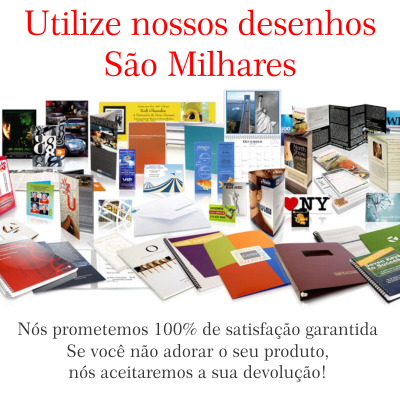 Utilize nossos desenhos
São Milhares
NY
Nós prometemos 100% de satisfação garantida
Se você não adorar o seu produto,
nós aceitaremos a sua devolução!